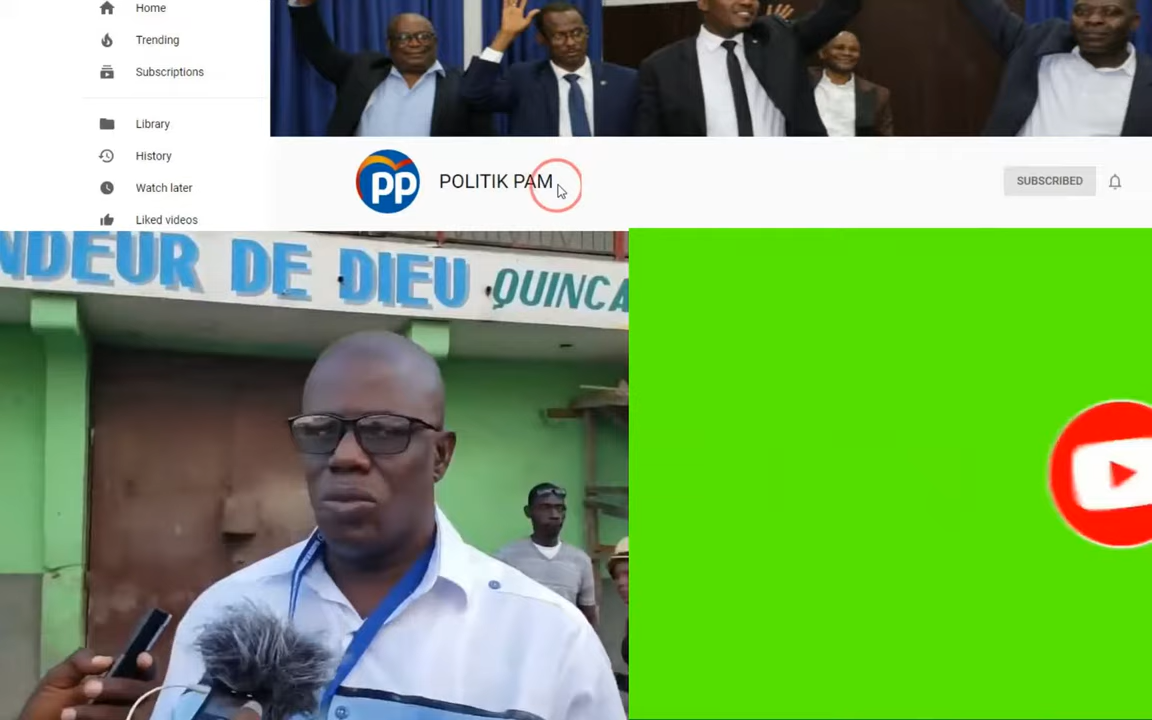 Home
Trending
Subscriptions
Library
History
Watch later
Liked videos
pp
POLITIK PAM
SUBSCRIBED
NDEUR DE DIEU QUINCA